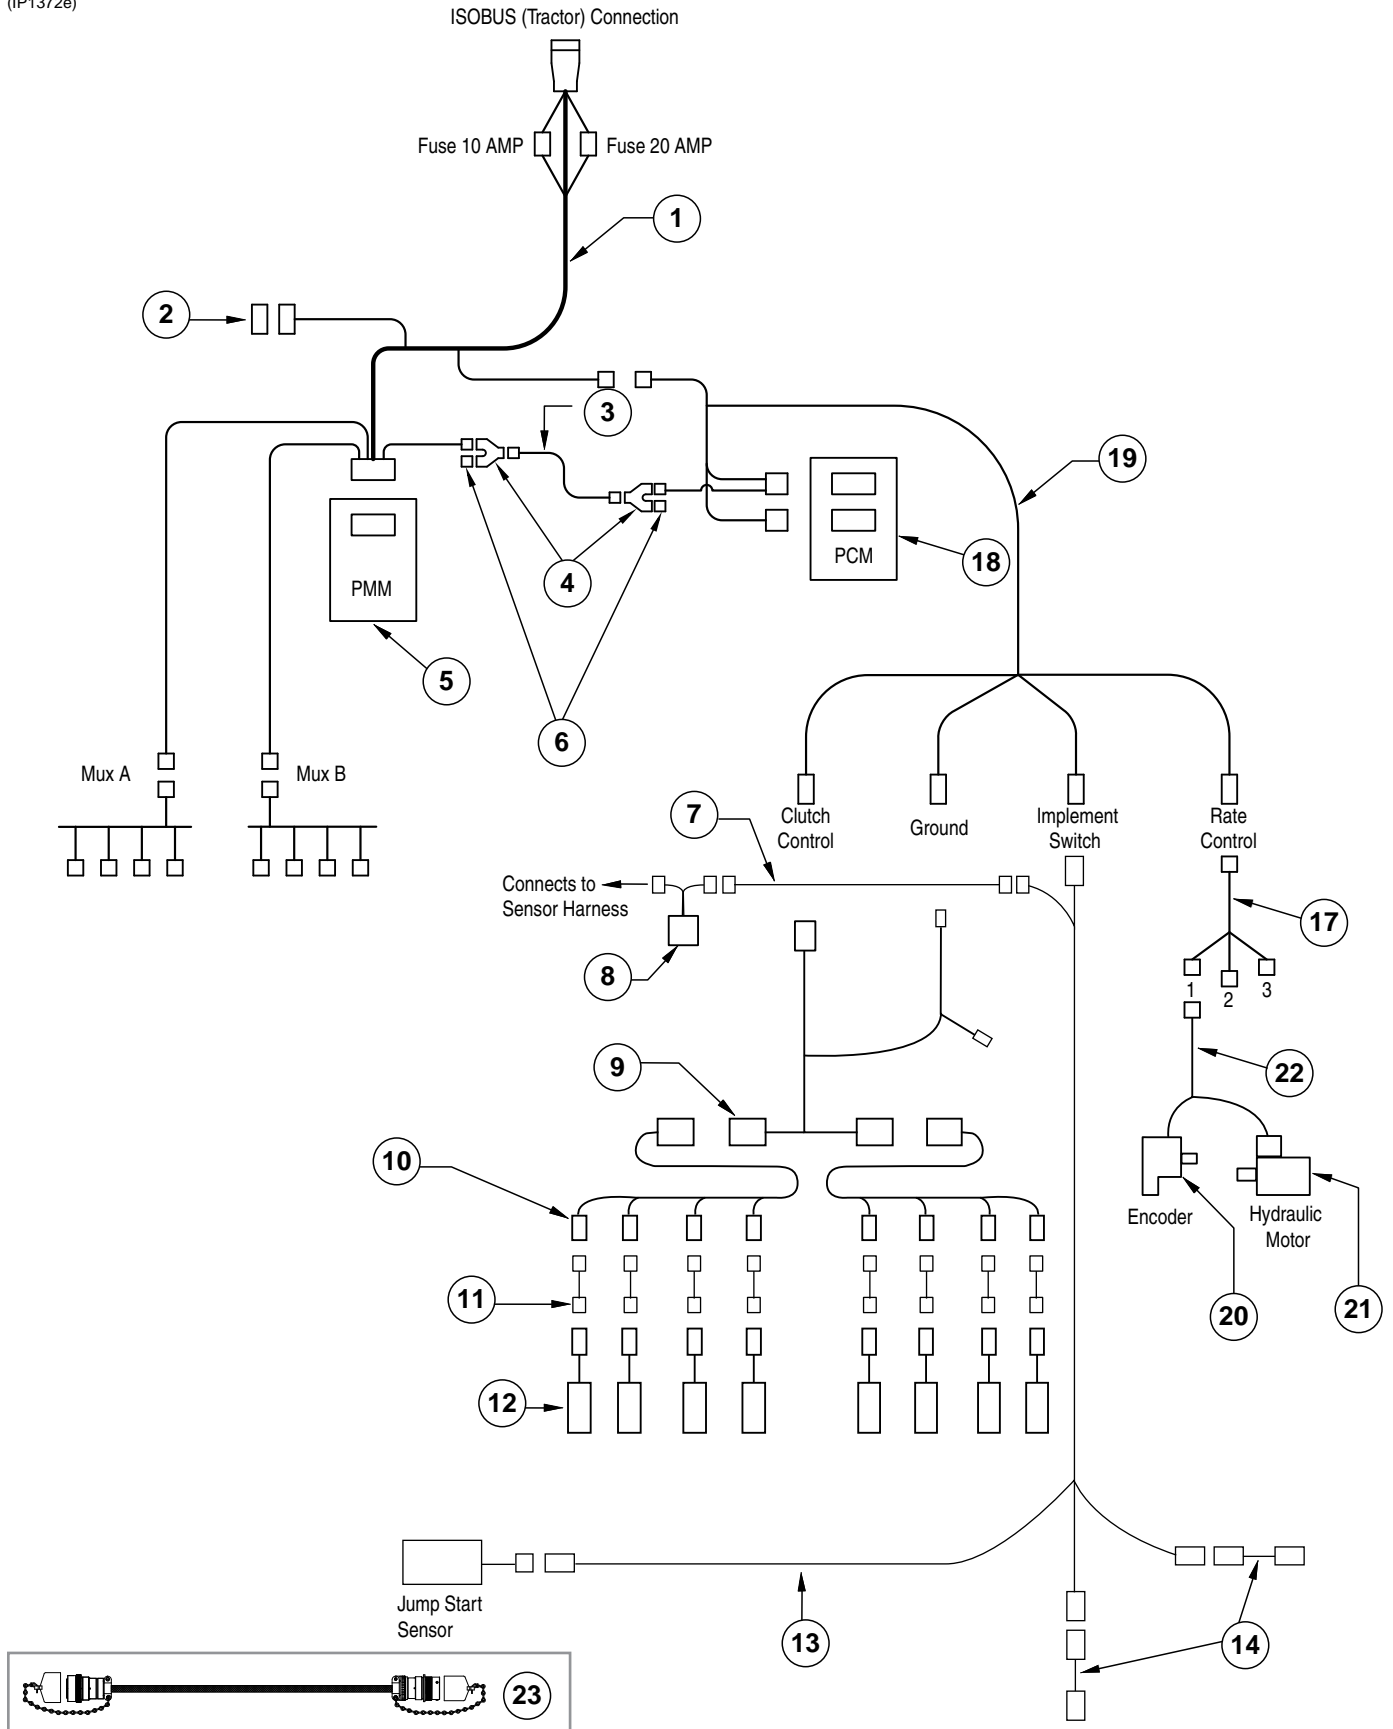 (IP1372e)
ISOBUS (Tractor) Connection
Fuse 10 AMP
Fuse 20 AMP
1
2
3
19
PCM
18
4
PMM
5
6
Mux A
Mux B
7
Clutch
Control
Ground
Implement
Switch
Rate
Control
Connects to
Sensor Harness
17
8
1
2
3
9
22
10
Encoder
Hydraulic
Motor
11
20
21
12
Jump Start
Sensor
13
14
23